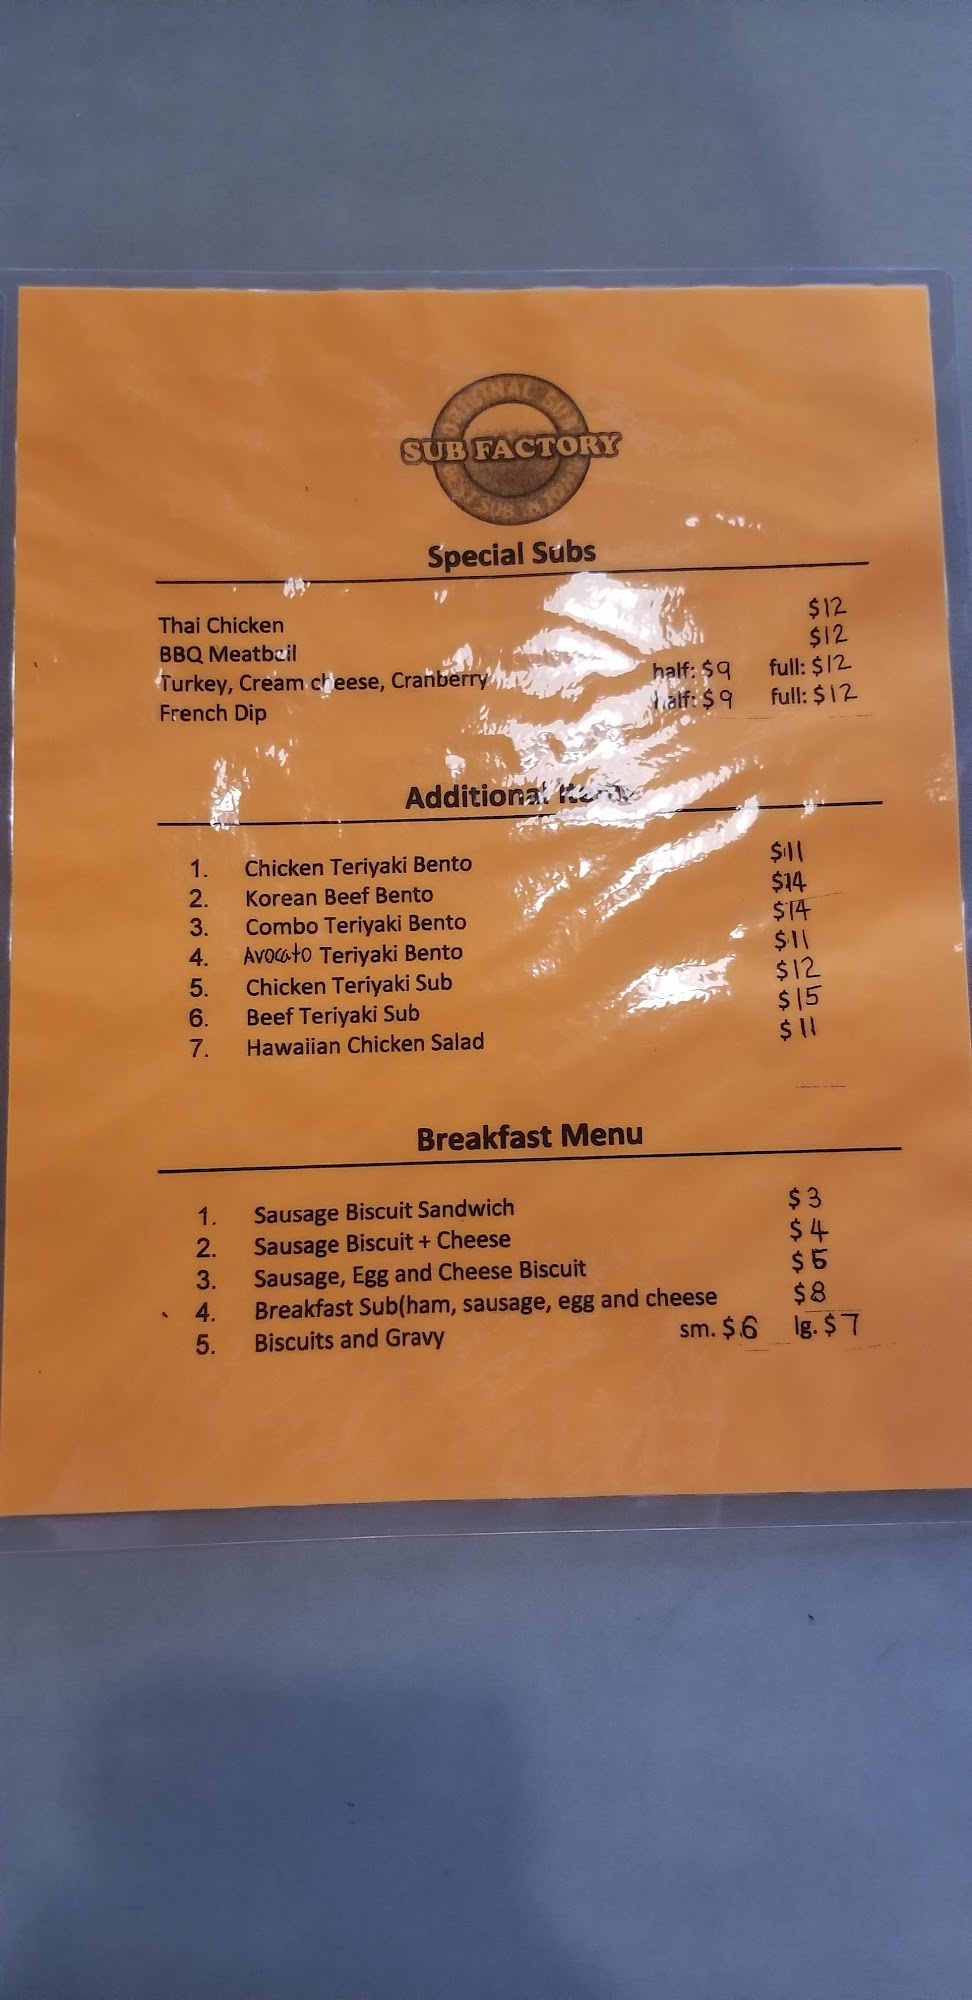 ORIGINAL SUB
SUB FACTORY
SUB IN
Special Subs
Thai Chicken $12
BBQ Meatball $12
Turkey, Cream cheese, Cranberry half: $9 full: $12
French Dip half: $9 full: $12
Additional Items
1. Chicken Teriyaki Bento $11
2. Korean Beef Bento $14
3. Combo Teriyaki Bento $14
4. Avocato Teriyaki Bento $11
5. Chicken Teriyaki Sub $12
6. Beef Teriyaki Sub $15
7. Hawaiian Chicken Salad $11
Breakfast Menu
1. Sausage Biscuit Sandwich $3
2. Sausage Biscuit + Cheese $4
3. Sausage, Egg and Cheese Biscuit $5
4. Breakfast Sub(ham, sausage, egg and cheese $8
5. Biscuits and Gravy sm. $6 lg. $7